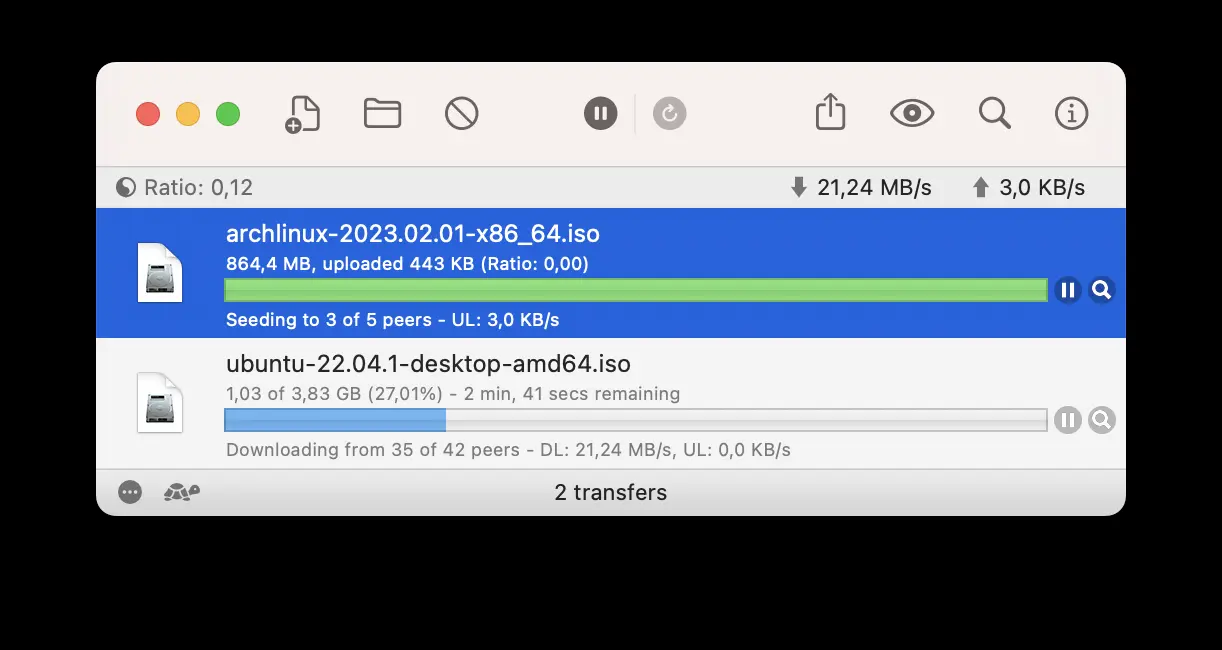 Ratio: 0,12 21,24 MB/s 3,0 KB/s
archlinux-2023.02.01-x86_64.iso
864,4 MB, uploaded 443 KB (Ratio: 0,00)
Seeding to 3 of 5 peers - UL: 3,0 KB/s
ubuntu-22.04.1-desktop-amd64.iso
1,03 of 3,83 GB (27,01%) - 2 min, 41 secs remaining
Downloading from 35 of 42 peers - DL: 21,24 MB/s, UL: 0,0 KB/s
2 transfers